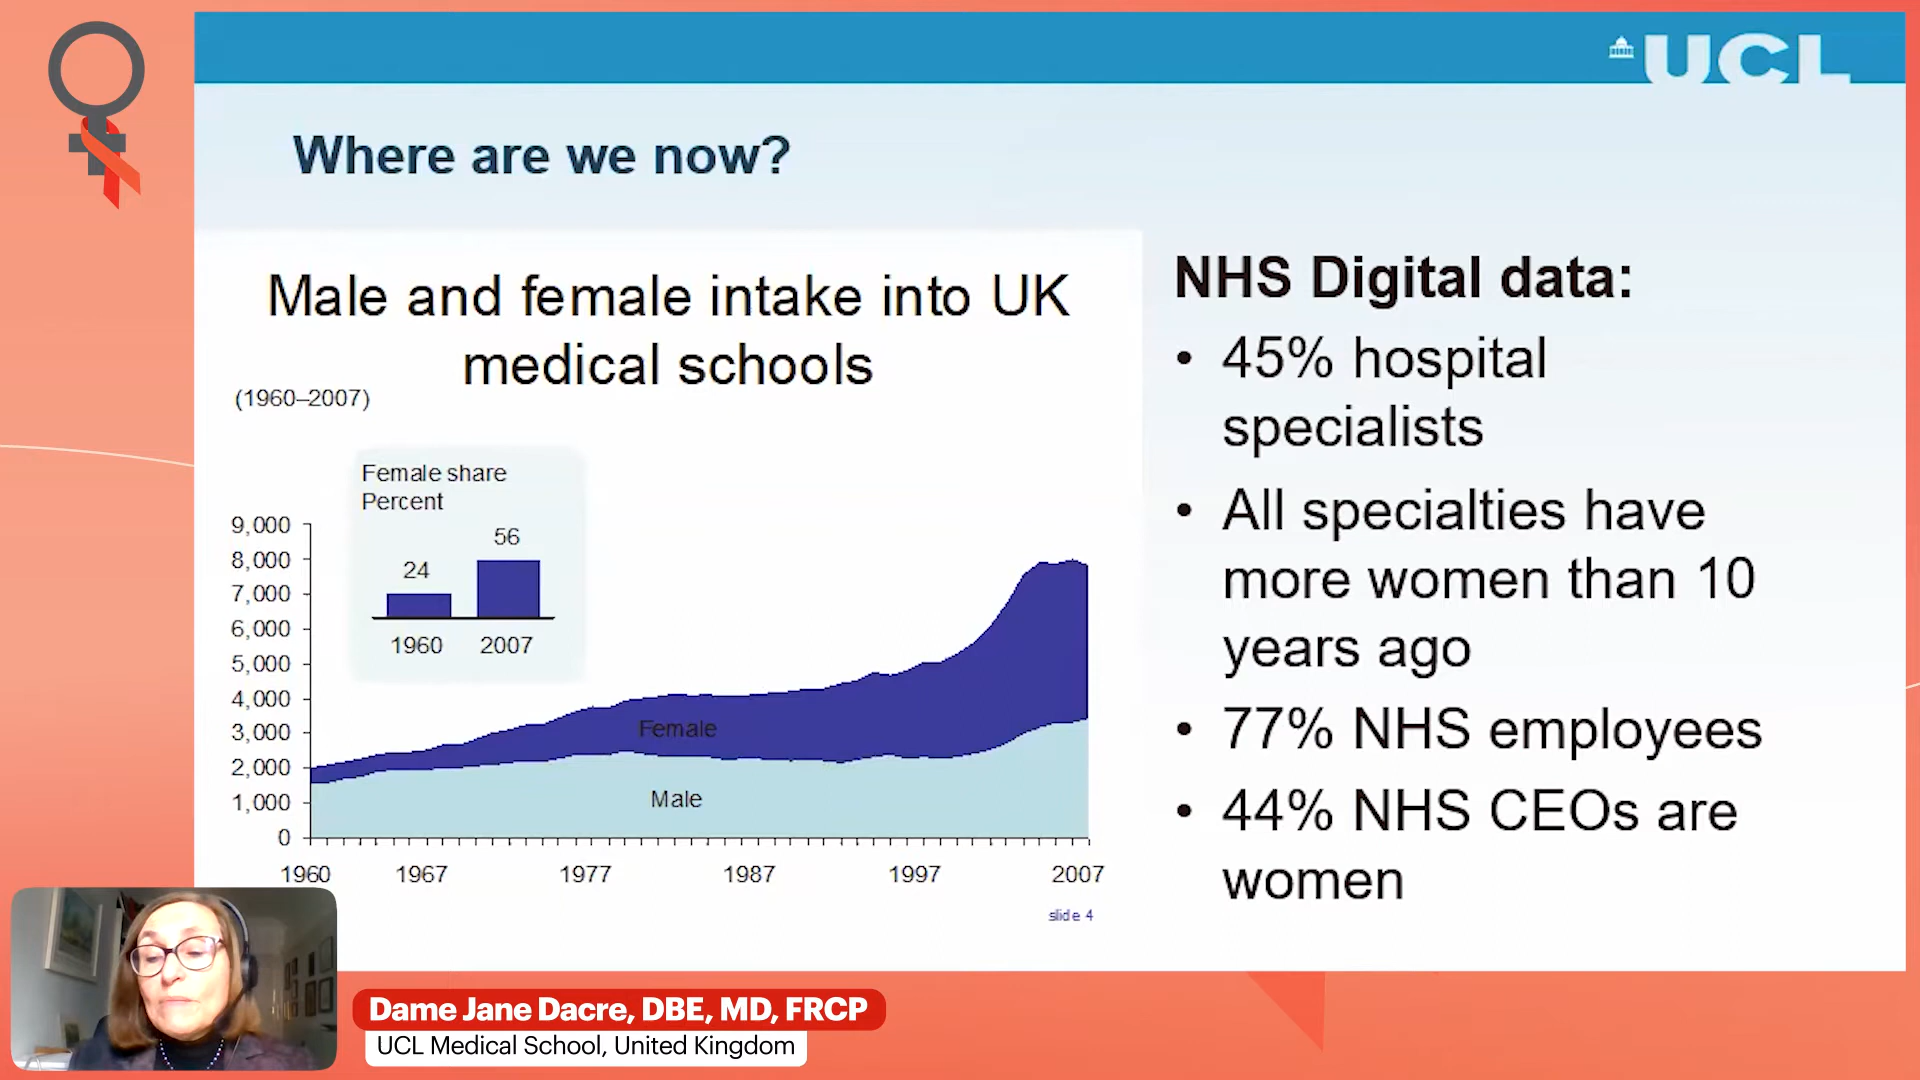 UCL
Where are we now?
Male and female intake into UK
medical schools
(1960–2007)
Female share
Percent
24
56
1960
2007
9,000
8,000
7,000
6,000
5,000
4,000
3,000
2,000
1,000
0
Female
Male
1960
1967
1977
1987
1997
2007
slide 4
NHS Digital data:
• 45% hospital
specialists
• All specialties have
more women than 10
years ago
• 77% NHS employees
• 44% NHS CEOs are
women
Dame Jane Dacre, DBE, MD, FRCP
UCL Medical School, United Kingdom